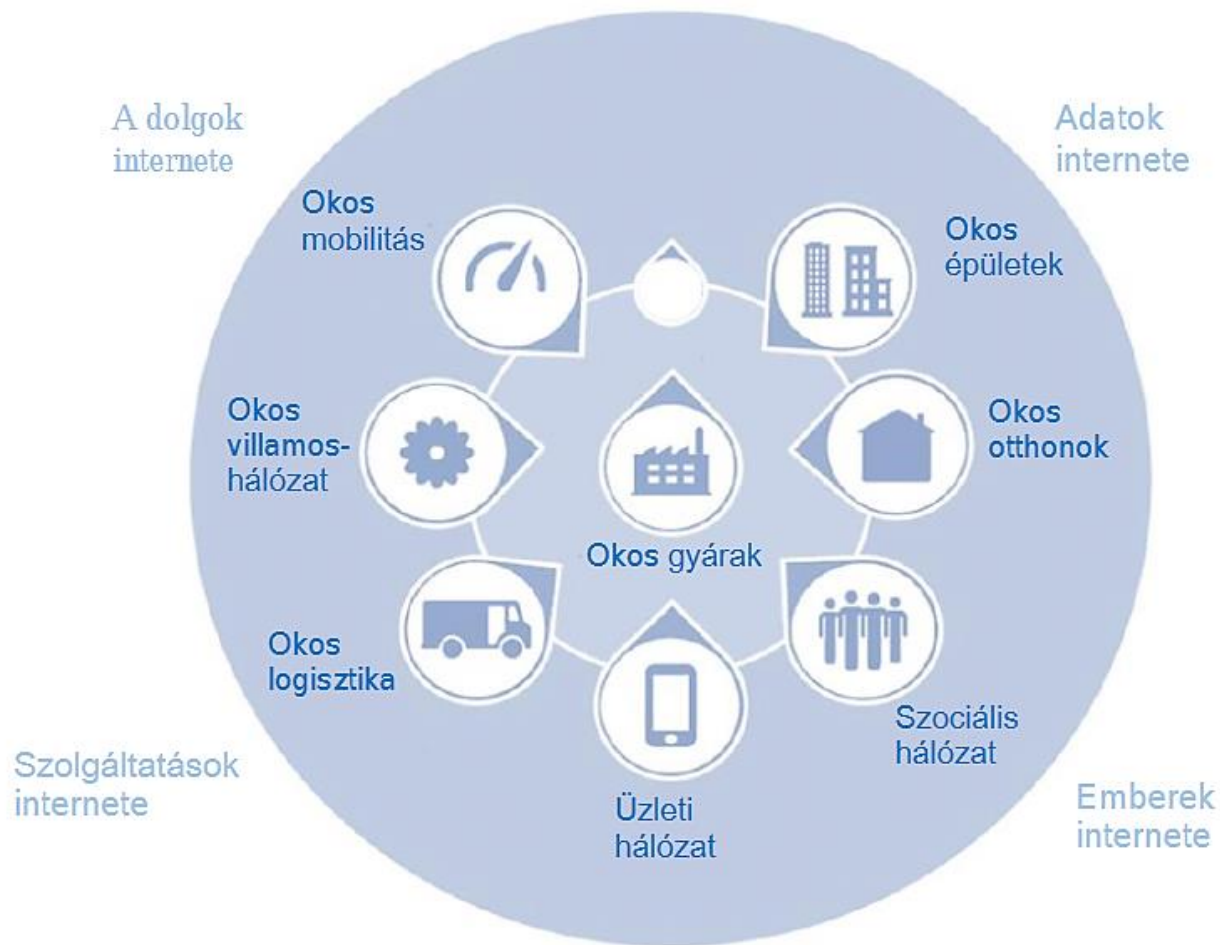 A dolgok
internete
Adatok
internete
Okos
mobilitás
Okos
épületek
Okos
villamos-
hálózat
Okos
otthonok
Okos gyárak
Okos
logisztika
Szociális
hálózat
Szolgáltatások
internete
Üzleti
hálózat
Emberek
internete